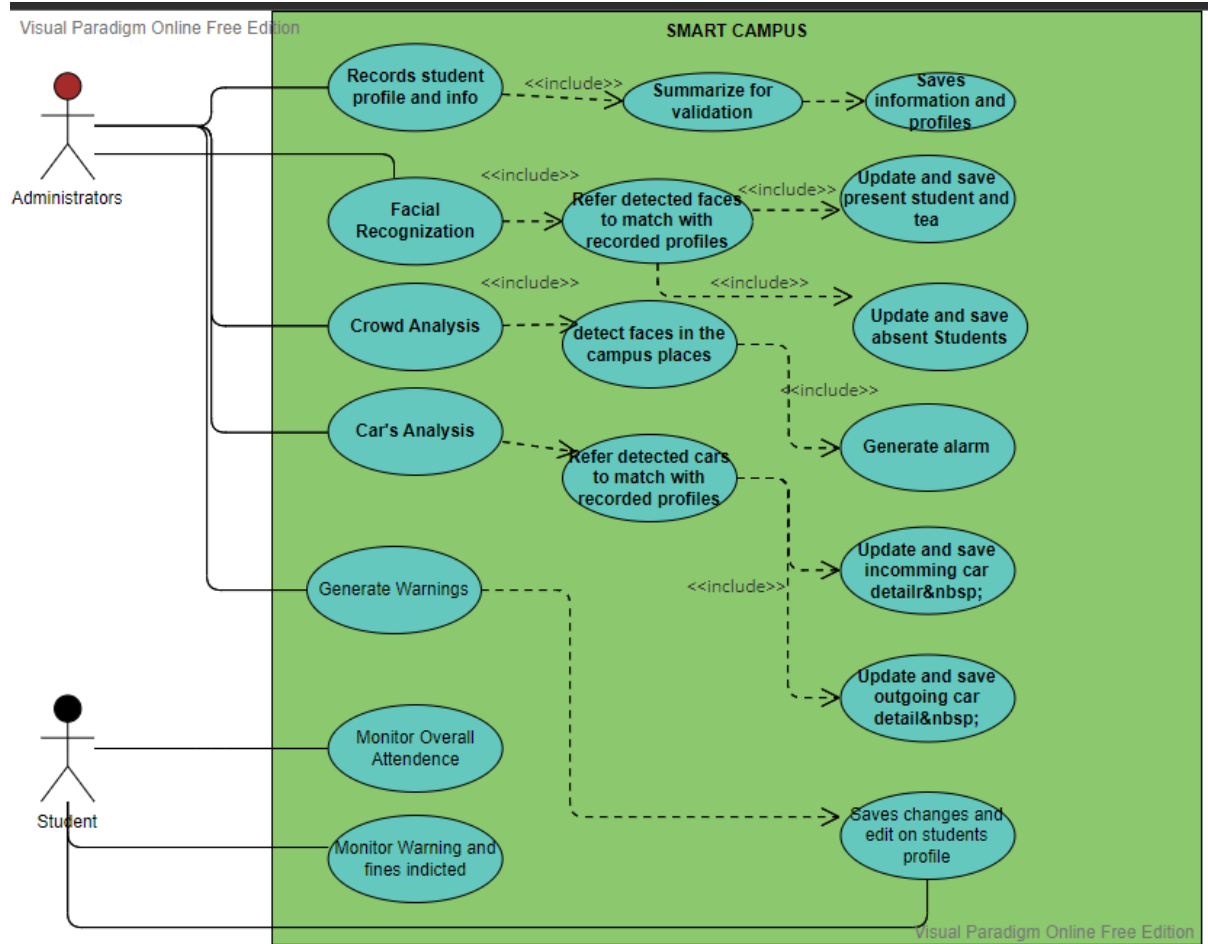 Visual Paradigm Online Free Edition
SMART CAMPUS
Administrators
Records student
profile and info
<<include>>
Summarize for
validation
Saves
information and
profiles
<<include>>
Facial
Recognization
Refer detected faces
to match with
recorded profiles
<<include>>
Update and save
present student and
tea
<<include>>
<<include>>
Crowd Analysis
detect faces in the
campus places
Update and save
absent Students
<<include>>
Car's Analysis
Refer detected cars
to match with
recorded profiles
Generate alarm
Generate Warnings
<<include>>
Update and save
incomming car
detailr&nbsp;
Update and save
outgoing car
detail&nbsp;
Student
Monitor Overall
Attendence
Monitor Warning and
fines indicted
Saves changes and
edit on students
profile
Visual Paradigm Online Free Edition